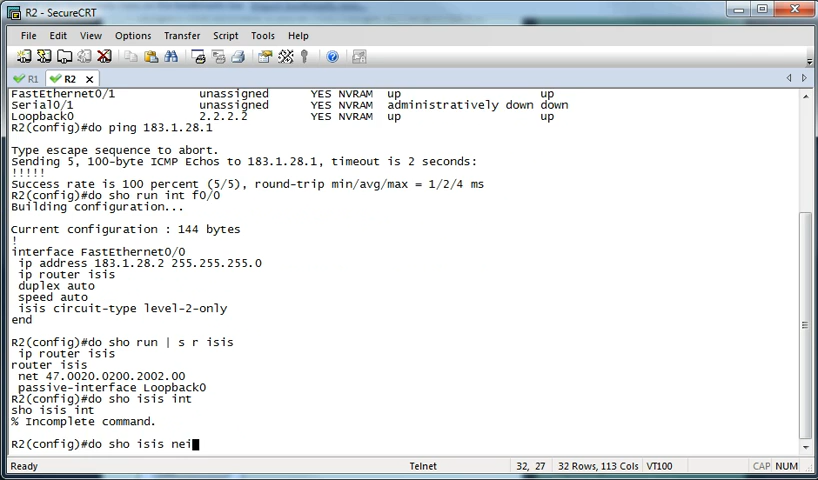 R2 - SecureCRT
File Edit View Options Transfer Script Tools Help
R1 R2
FastEthernet0/1 unassigned YES NVRAM up up
Serial0/1 unassigned YES NVRAM administratively down down
Loopback0 2.2.2.2 YES NVRAM up up
R2(config)#do ping 183.1.28.1
Type escape sequence to abort.
Sending 5, 100-byte ICMP Echos to 183.1.28.1, timeout is 2 seconds:
!!!!!
Success rate is 100 percent (5/5), round-trip min/avg/max = 1/2/4 ms
R2(config)#do sho run int f0/0
Building configuration...
Current configuration : 144 bytes
!
interface FastEthernet0/0
ip address 183.1.28.2 255.255.255.0
ip router isis
duplex auto
speed auto
isis circuit-type level-2-only
end
R2(config)#do sho run | s r isis
ip router isis
router isis
net 47.0020.0200.2002.00
passive-interface Loopback0
R2(config)#do sho isis int
sho isis int
% Incomplete command.
R2(config)#do sho isis nei
Ready Telnet 32, 27 32 Rows, 113 Cols VT100 CAP NUM